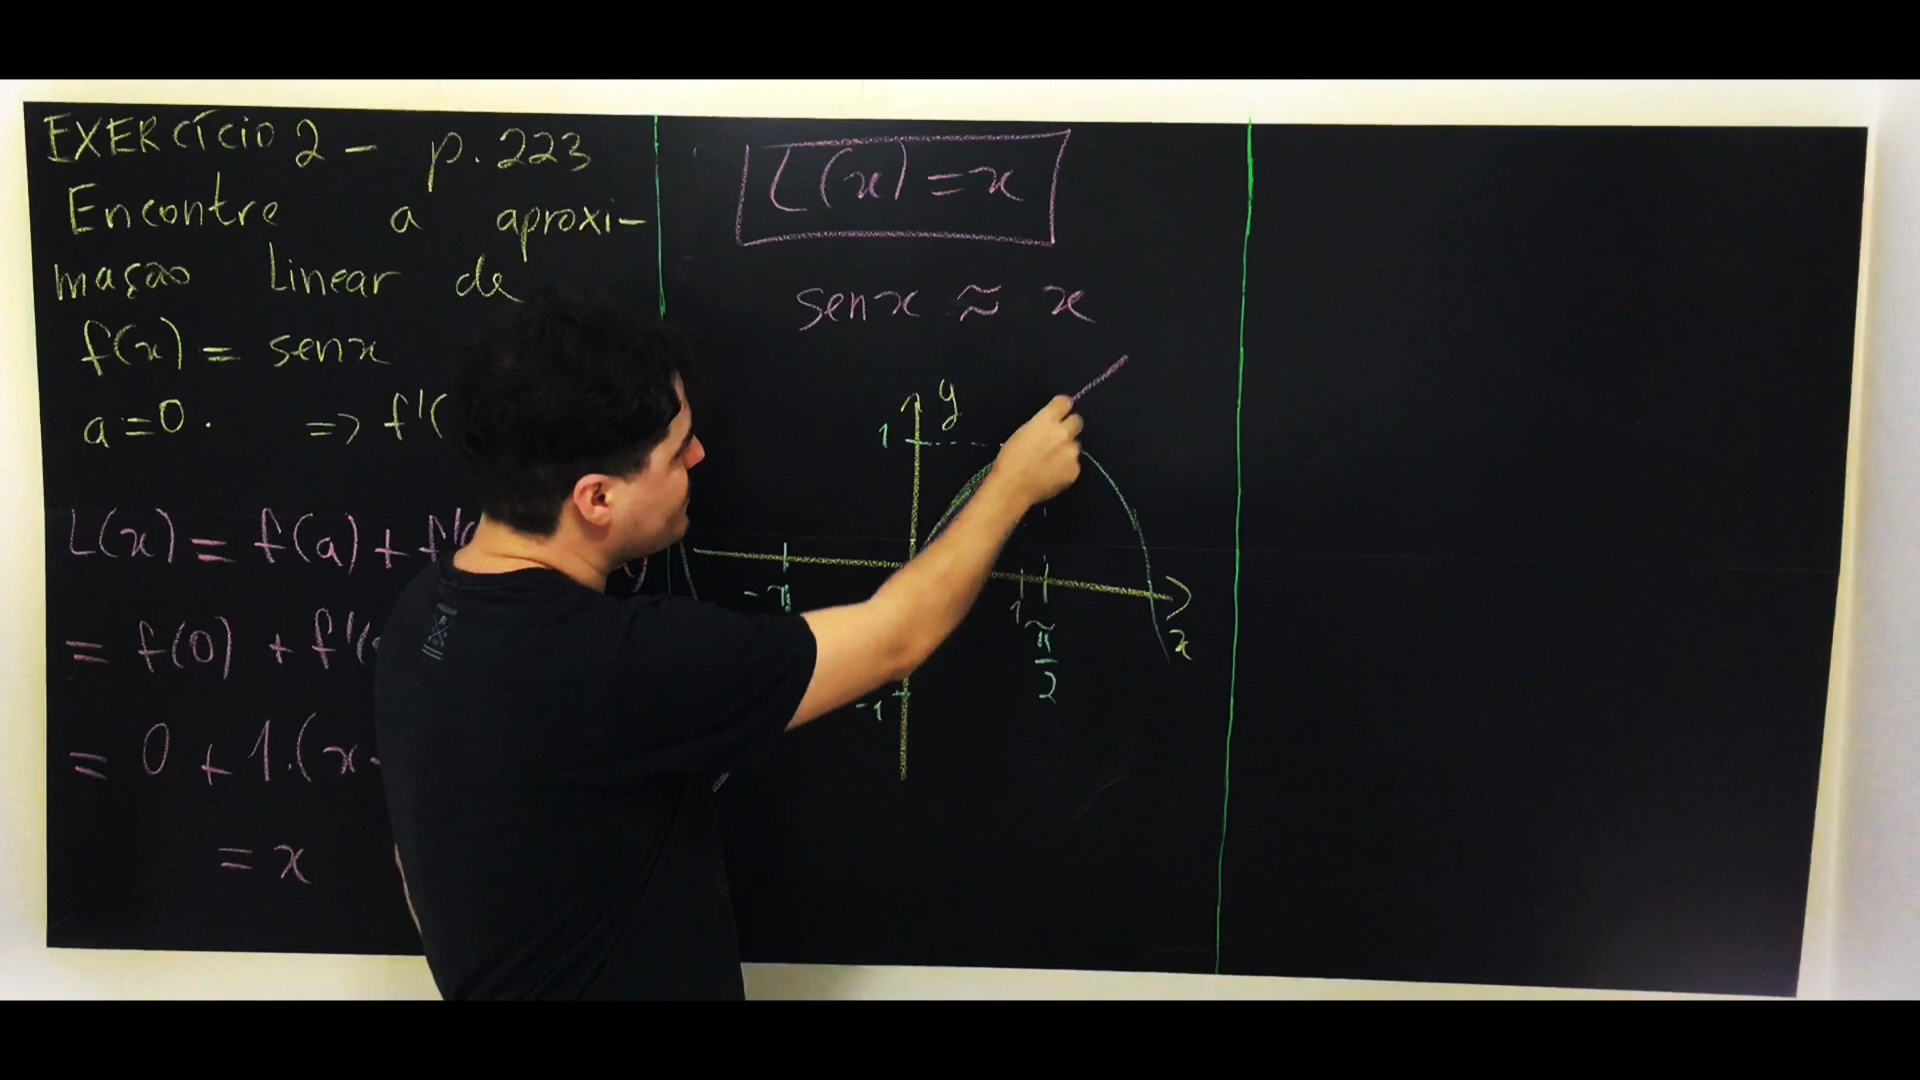 EXERCÍCIO 2 - p. 223
Encontre a aproxi-
mação Linear de
f(x) = senx
a = 0. => f'(
L(x) = f(a) + f'(
= f(0) + f'(
= 0 + 1.(x -
= x
L(x) = x
senx ≈ x
y
1
-π
1
π/2
x
-1